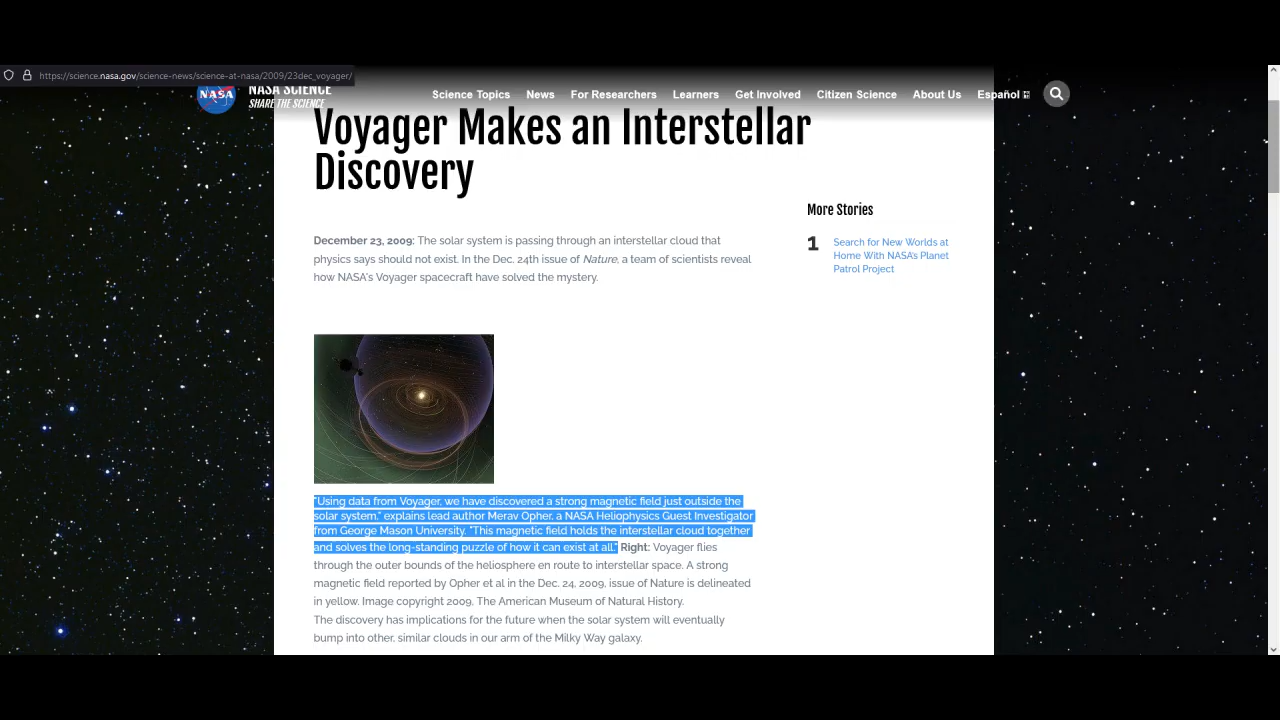 https://science.nasa.gov/science-news/science-at-nasa/2009/23dec_voyager/
NASA
NASA SCIENCE
SHARE THE SCIENCE
Science Topics News For Researchers Learners Get Involved Citizen Science About Us Español
Voyager Makes an Interstellar
Discovery
More Stories
1
Search for New Worlds at
Home With NASA's Planet
Patrol Project
December 23, 2009: The solar system is passing through an interstellar cloud that
physics says should not exist. In the Dec. 24th issue of Nature, a team of scientists reveal
how NASA's Voyager spacecraft have solved the mystery.
"Using data from Voyager, we have discovered a strong magnetic field just outside the
solar system," explains lead author Merav Opher, a NASA Heliophysics Guest Investigator
from George Mason University. "This magnetic field holds the interstellar cloud together
and solves the long-standing puzzle of how it can exist at all." Right: Voyager flies
through the outer bounds of the heliosphere en route to interstellar space. A strong
magnetic field reported by Opher et al in the Dec. 24, 2009, issue of Nature is delineated
in yellow. Image copyright 2009, The American Museum of Natural History.
The discovery has implications for the future when the solar system will eventually
bump into other, similar clouds in our arm of the Milky Way galaxy.